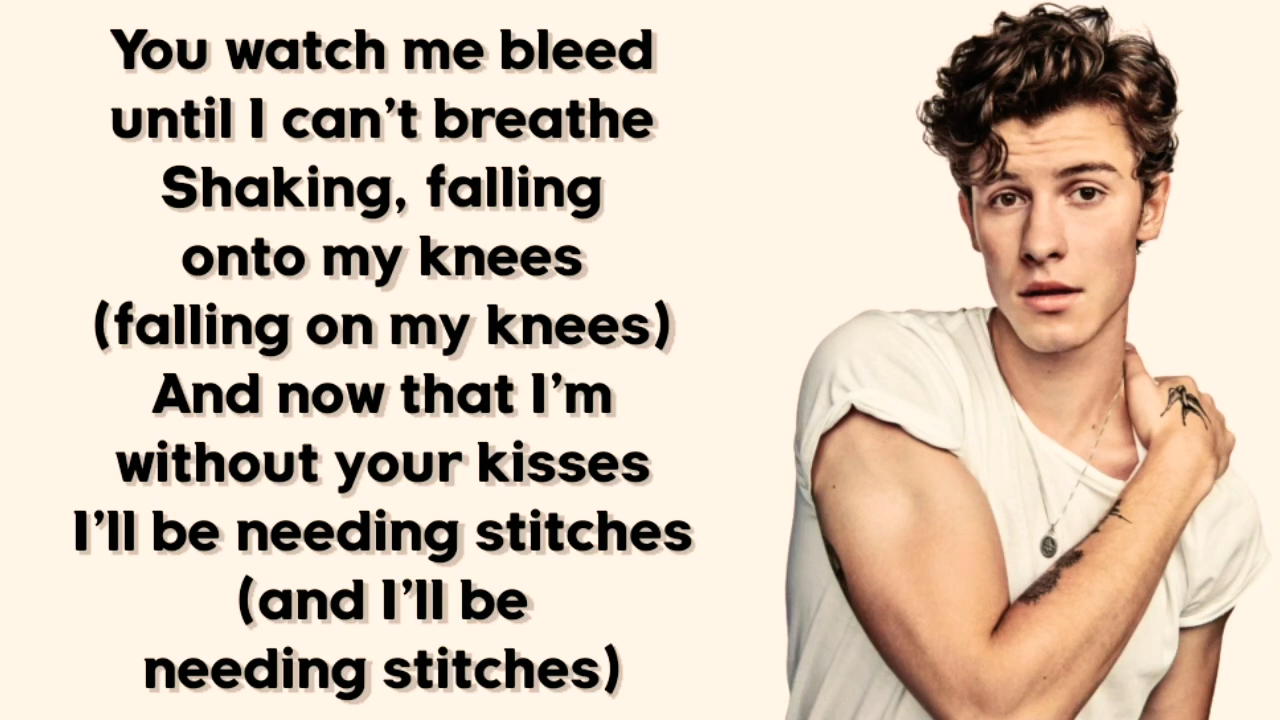 You watch me bleed
until I can’t breathe
Shaking, falling
onto my knees
(falling on my knees)
And now that I’m
without your kisses
I’ll be needing stitches
(and I’ll be
needing stitches)